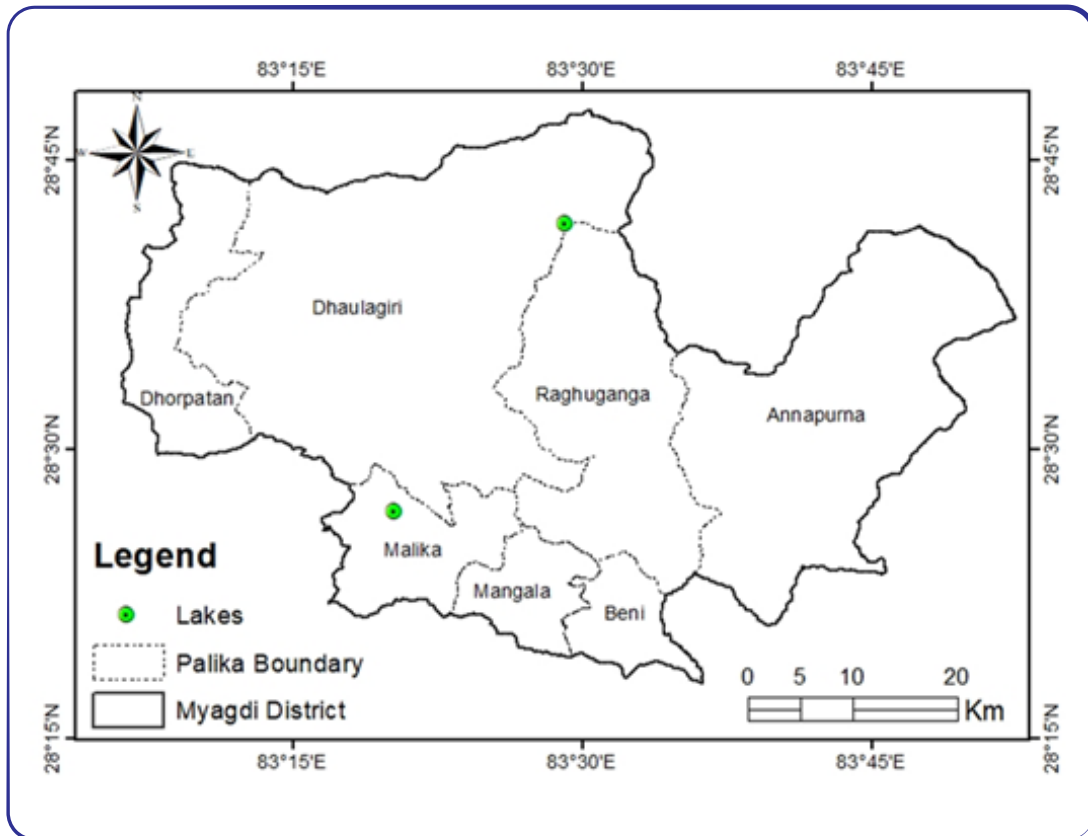 83°15'E 83°30'E 83°45'E
N
W E
S
28°45'N 28°45'N
Dhaulagiri
Dhorpatan
Raghuganga
Annapurna
28°30'N 28°30'N
Malika
Mangala
Beni
Legend
Lakes
Palika Boundary
Myagdi District
0 5 10 20
Km
28°15'N 28°15'N
83°15'E 83°30'E 83°45'E